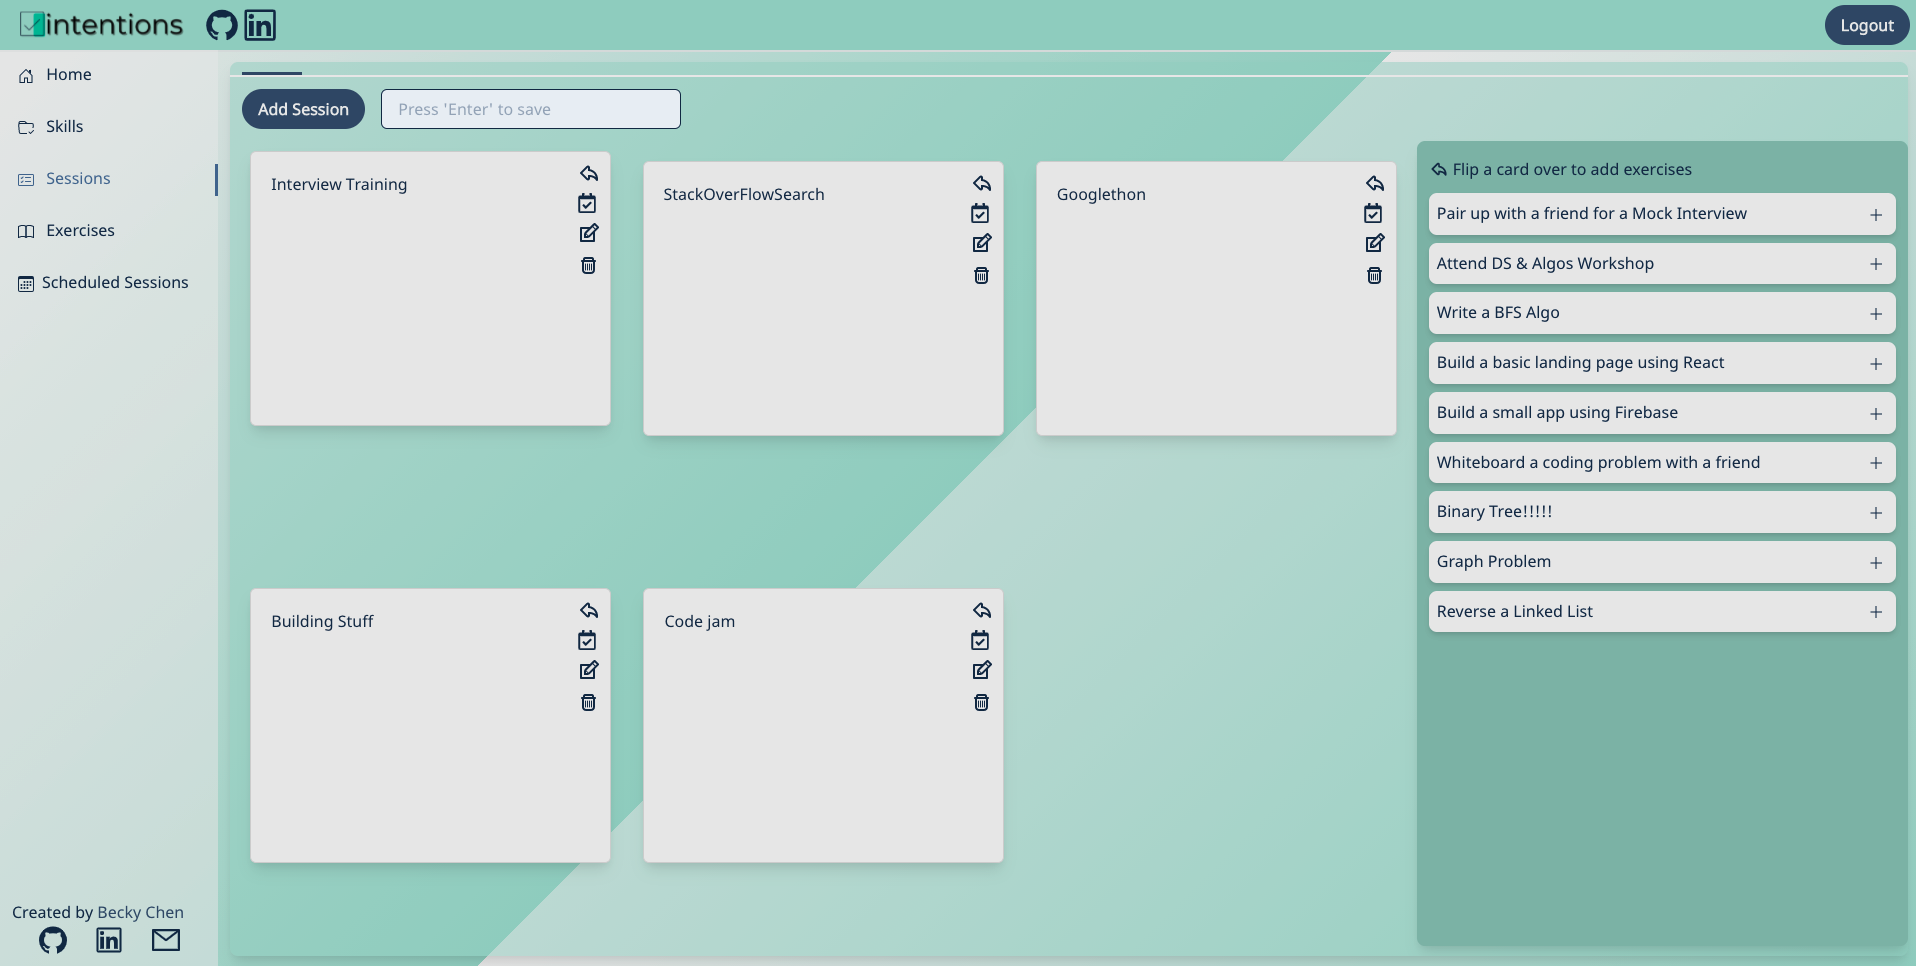 intentions
Logout
Home
Skills
Sessions
Exercises
Scheduled Sessions
Created by Becky Chen
Add Session
Press 'Enter' to save
Interview Training
StackOverFlowSearch
Googlethon
Building Stuff
Code jam
Flip a card over to add exercises
Pair up with a friend for a Mock Interview
Attend DS & Algos Workshop
Write a BFS Algo
Build a basic landing page using React
Build a small app using Firebase
Whiteboard a coding problem with a friend
Binary Tree!!!!!
Graph Problem
Reverse a Linked List